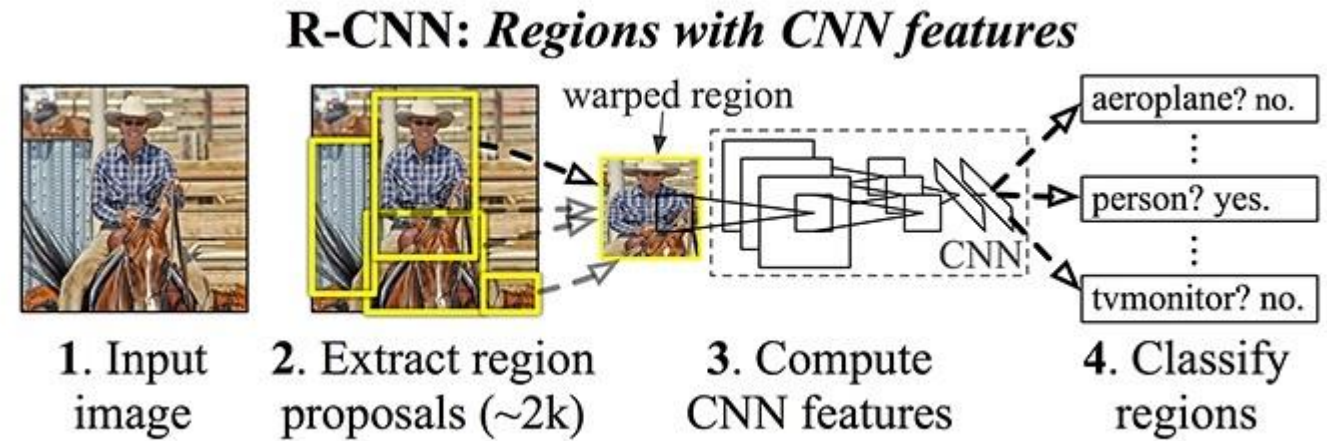 R-CNN: Regions with CNN features
warped region
aeroplane? no.
person? yes.
tvmonitor? no.
CNN
1. Input
image
2. Extract region
proposals (~2k)
3. Compute
CNN features
4. Classify
regions